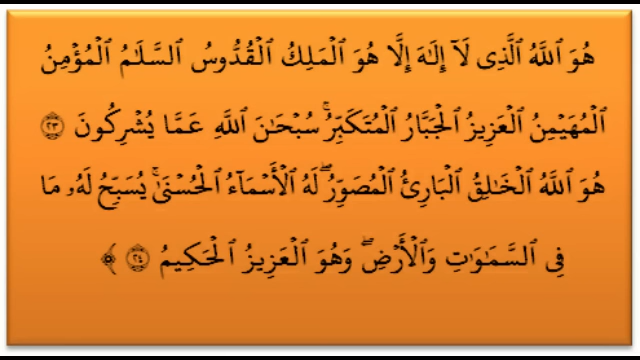 هُوَ ٱللَّهُ ٱلَّذِى لَآ إِلَـٰهَ إِلَّا هُوَ ٱلْمَلِكُ ٱلْقُدُّوسُ ٱلسَّلَـٰمُ ٱلْمُؤْمِنُ
ٱلْمُهَيْمِنُ ٱلْعَزِيزُ ٱلْجَبَّارُ ٱلْمُتَكَبِّرُ ۚ سُبْحَـٰنَ ٱللَّهِ عَمَّا يُشْرِكُونَ ﴿٢٣﴾
هُوَ ٱللَّهُ ٱلْخَـٰلِقُ ٱلْبَارِئُ ٱلْمُصَوِّرُ ۖ لَهُ ٱلْأَسْمَآءُ ٱلْحُسْنَىٰ ۚ يُسَبِّحُ لَهُۥ مَا
فِى ٱلسَّمَـٰوَٰتِ وَٱلْأَرْضِ ۖ وَهُوَ ٱلْعَزِيزُ ٱلْحَكِيمُ ﴿٢٤﴾ ﴾